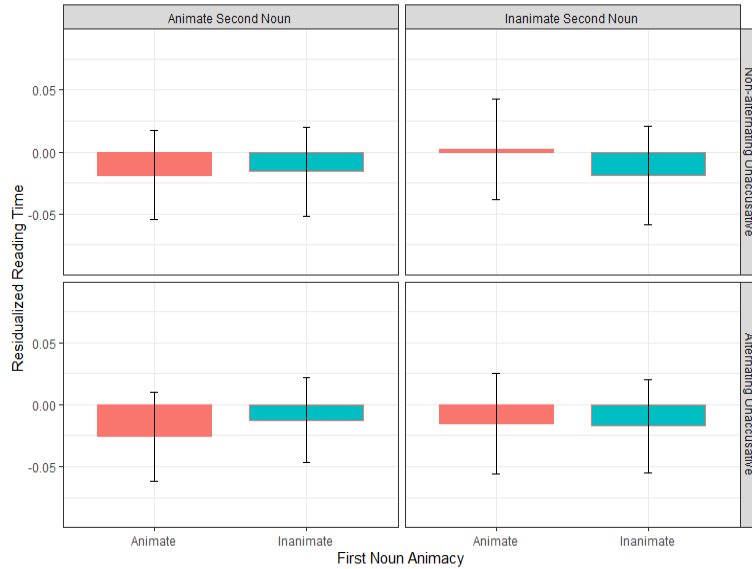 Animate Second Noun
Inanimate Second Noun
Non-alternating Unaccusative
Alternating Unaccusative
Residualized Reading Time
0.05
0.00
-0.05
0.05
0.00
-0.05
Animate
Inanimate
Animate
Inanimate
First Noun Animacy